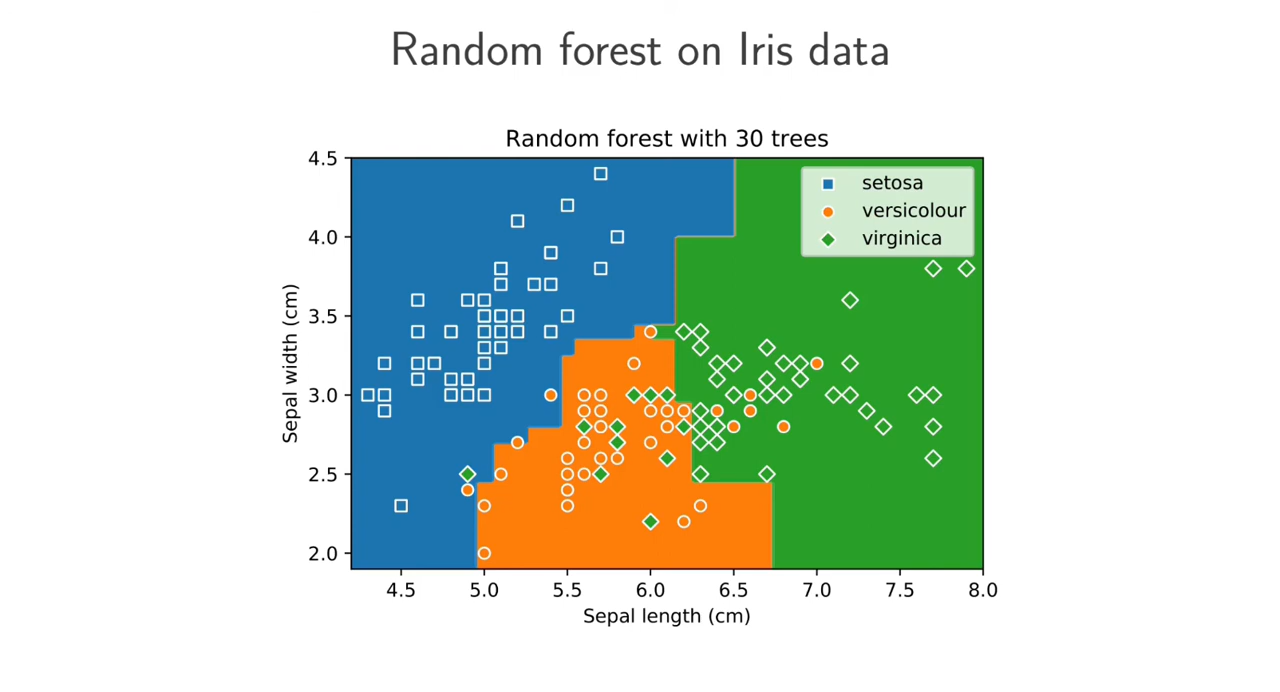 Random forest on Iris data
Random forest with 30 trees
setosa
versicolour
virginica
Sepal width (cm)
4.5
4.0
3.5
3.0
2.5
2.0
4.5 5.0 5.5 6.0 6.5 7.0 7.5 8.0
Sepal length (cm)